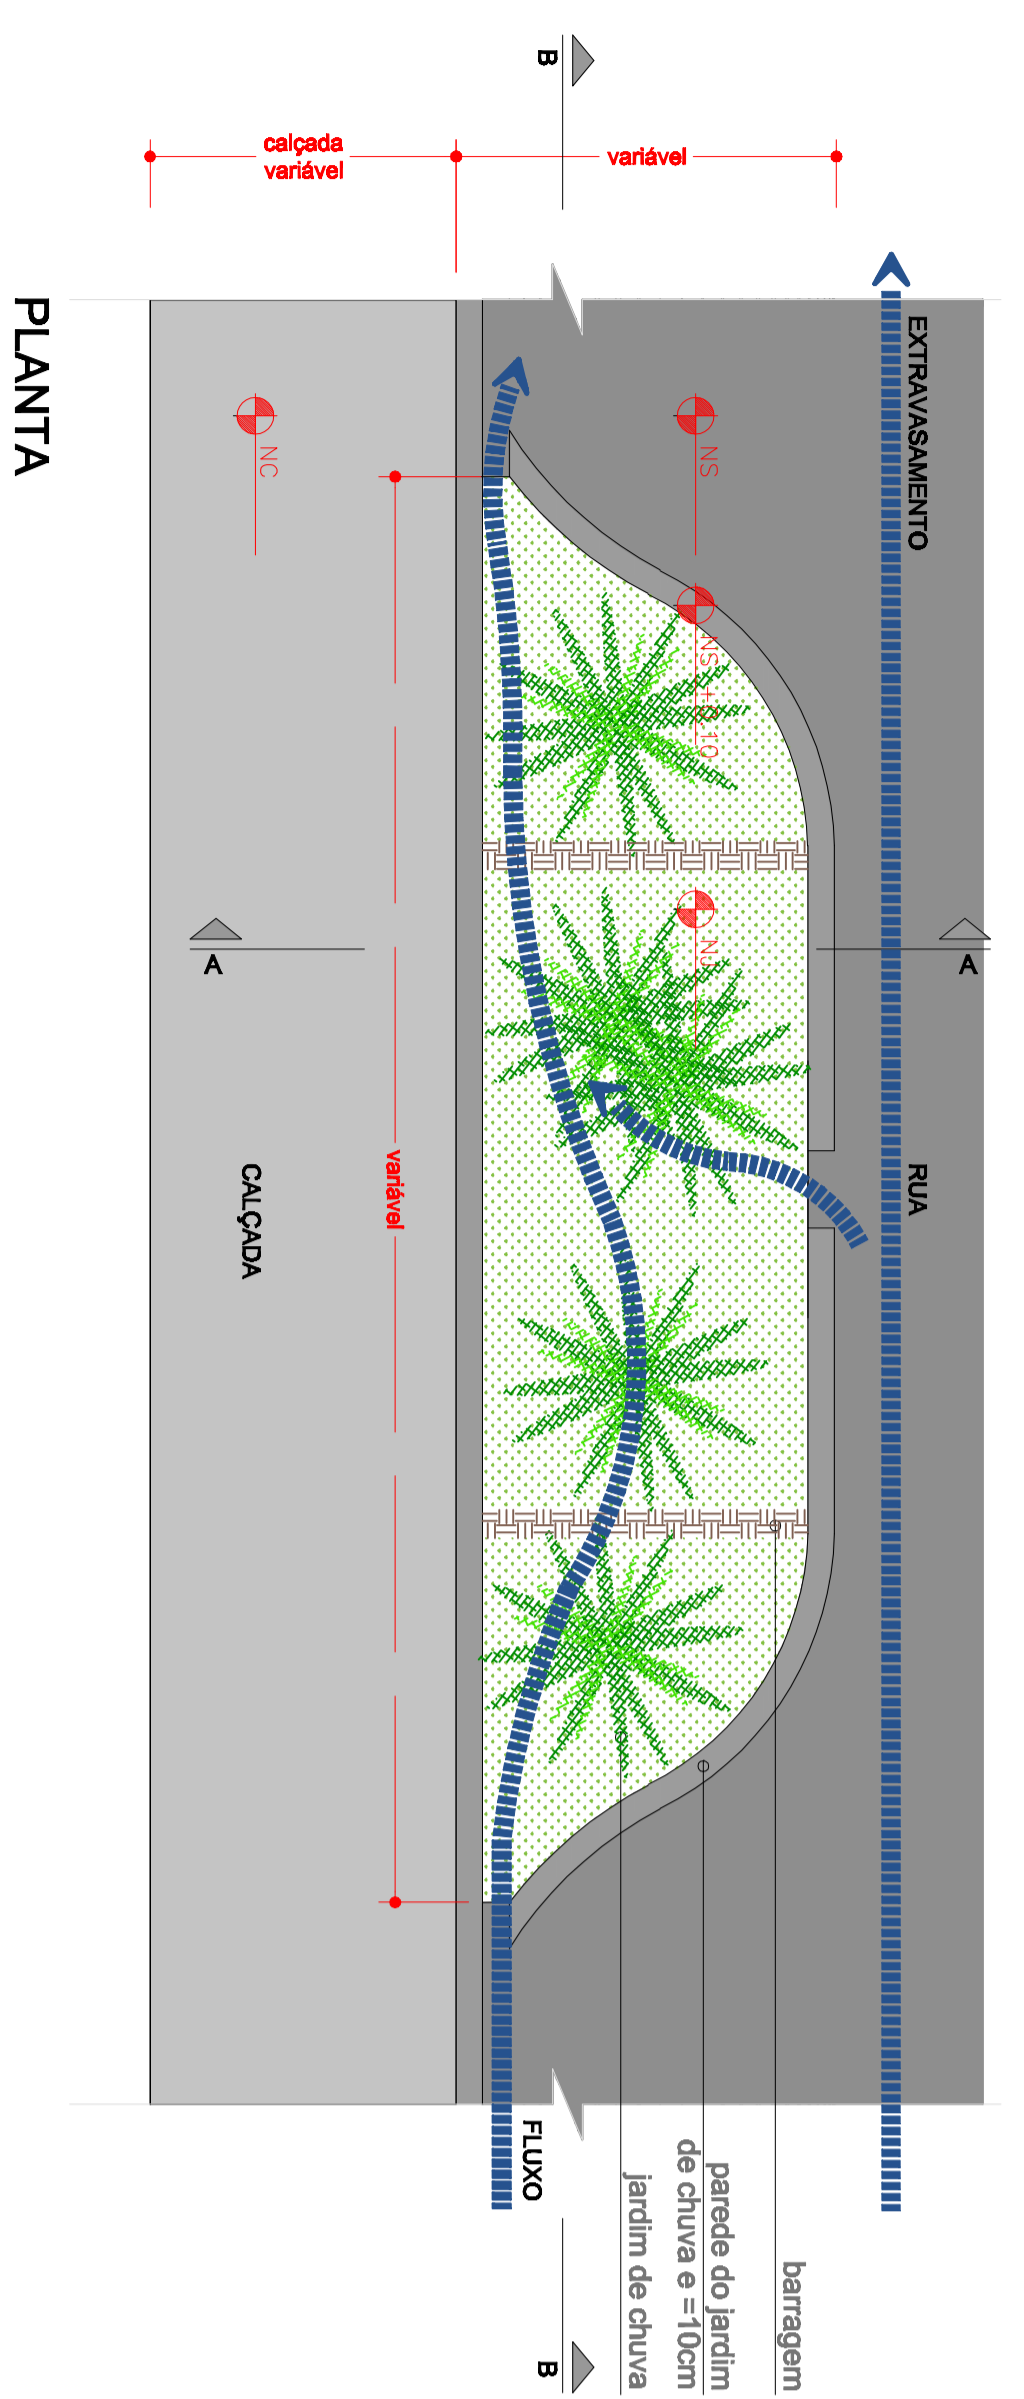 B
calçada
variável
variável
PLANTA
EXTRAVASAMENTO
NC
NS
NS +0,10
NJ
A
A
CALÇADA
variável
RUA
FLUXO
barragem
parede do jardim
de chuva e =10cm
jardim de chuva
B